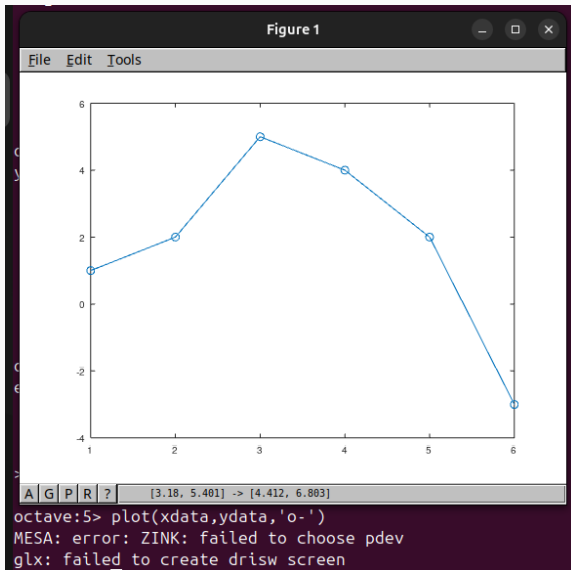 Figure 1
File Edit Tools
6
4
2
0
-2
-4
1 2 3 4 5 6
A G P R ? [3.18, 5.401] -> [4.412, 6.803]
octave:5> plot(xdata,ydata,'o-')
MESA: error: ZINK: failed to choose pdev
glx: failed to create drisw screen